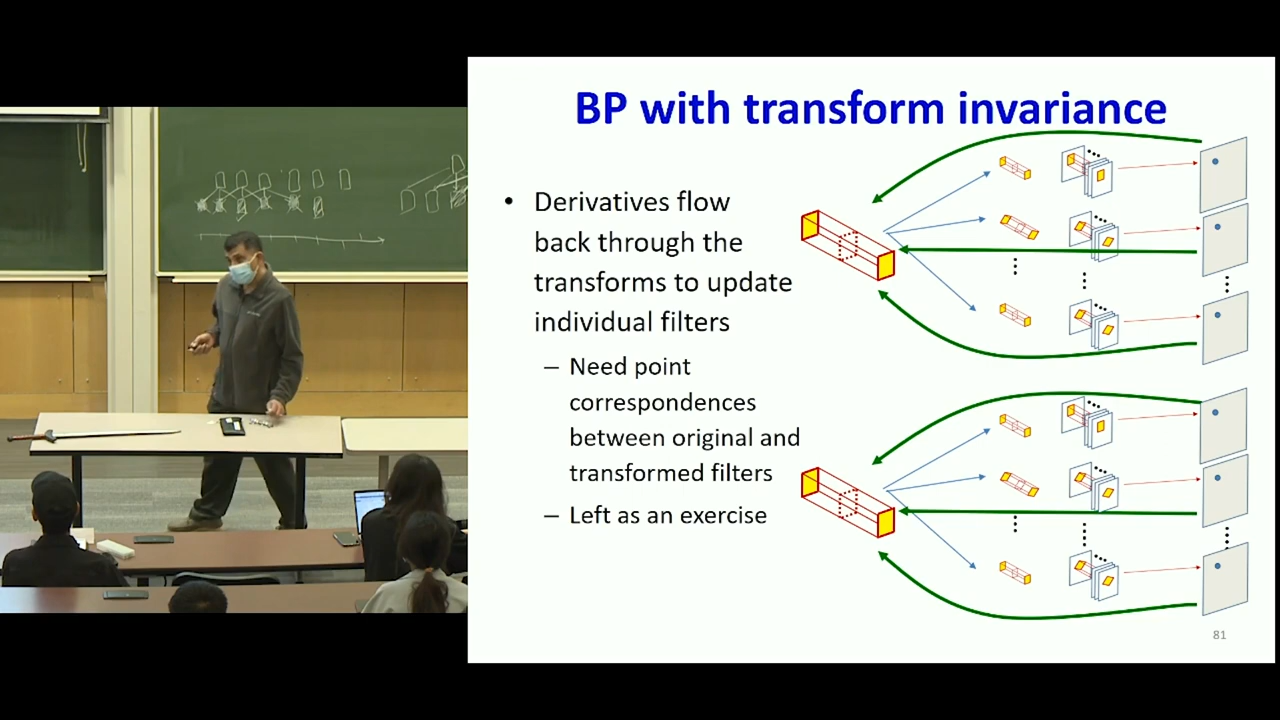 BP with transform invariance
• Derivatives flow
back through the
transforms to update
individual filters
– Need point
correspondences
between original and
transformed filters
– Left as an exercise
81